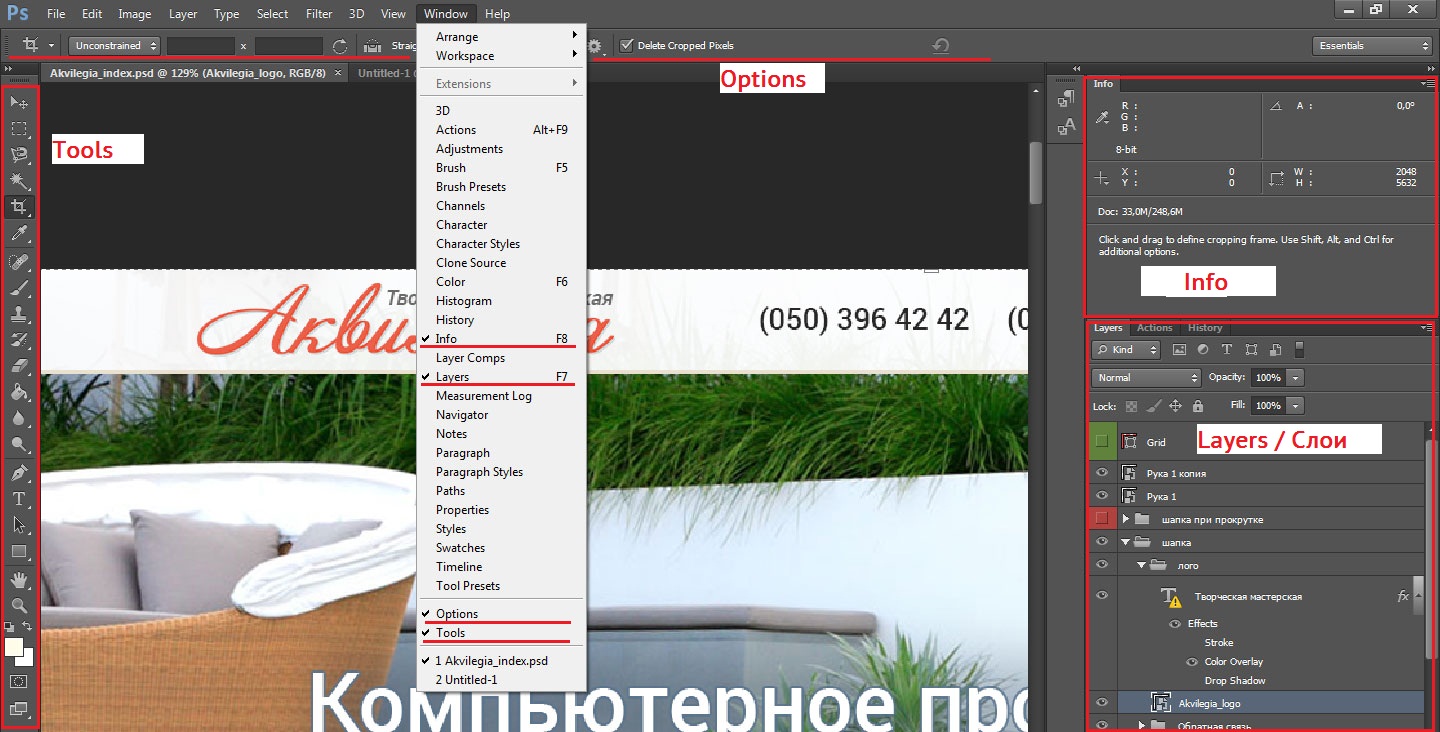 Ps File Edit Image Layer Type Select Filter 3D View Window Help
Unconstrained x Delete Cropped Pixels Essentials
Akvilegia_index.psd @ 129% (Akvilegia_logo, RGB/8) × Untitled-1
Options
Tools
Arrange
Workspace
Extensions
3D
Actions Alt+F9
Adjustments
Brush F5
Brush Presets
Channels
Character
Character Styles
Clone Source
Color F6
Histogram
History
Info F8
Layer Comps
Layers F7
Measurement Log
Navigator
Notes
Paragraph
Paragraph Styles
Paths
Properties
Styles
Swatches
Timeline
Tool Presets
Options
Tools
1 Akvilegia_index.psd
2 Untitled-1
(050) 396 42 42
Компьютерное
Info
R :
G :
B :
8-bit
A : 0,0°
X : 0
Y : 0
W : 2048
H : 5632
Doc: 33,0M/248,6M
Click and drag to define cropping frame. Use Shift, Alt, and Ctrl for
additional options.
Info
Layers Actions History
Kind
Normal Opacity: 100%
Lock: Fill: 100%
Grid
Layers / Слои
Рука 1 копия
Рука 1
шапка при прокрутке
шапка
лого
Творческая мастерская fx
Effects
Stroke
Color Overlay
Drop Shadow
Akvilegia_logo
Обратная связь